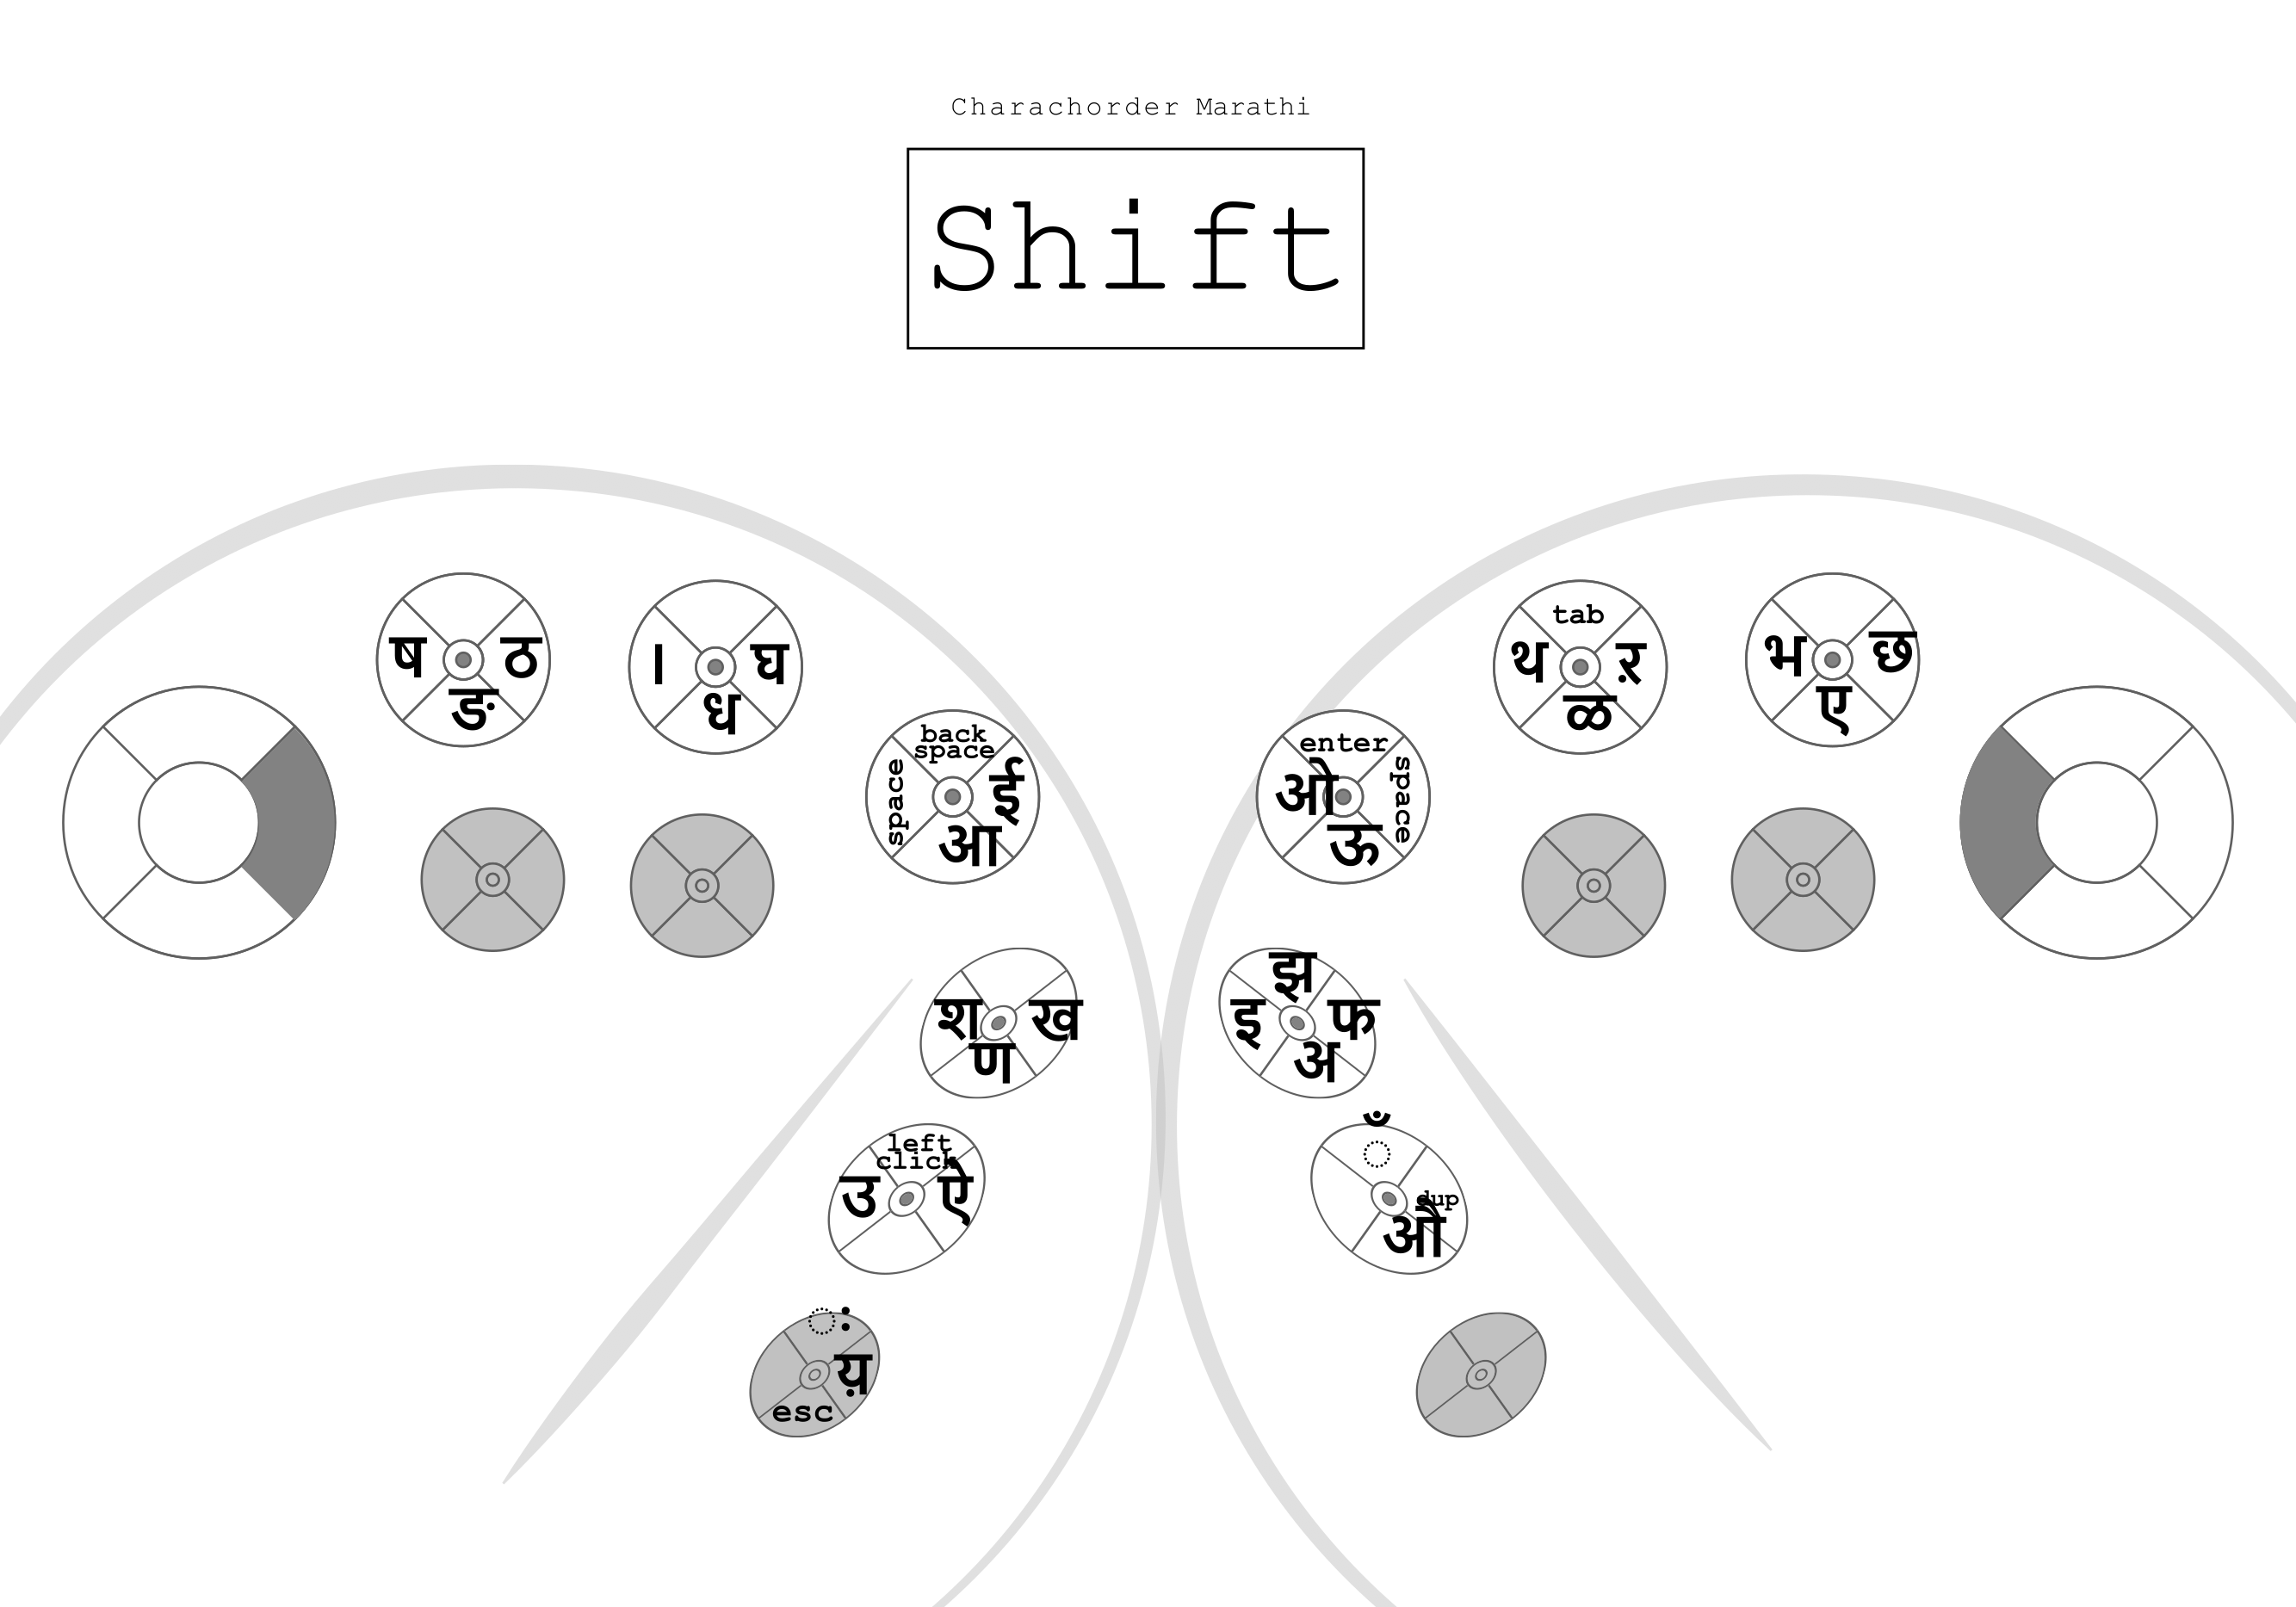 Charachorder Marathi
Shift
ष ठ
ङ
। घ
ध
back
space
space ई
आ
enter
ओ space
ऊ
tab
थ ऱ
ळ
भ छ
ए
श ख
ण
झ
इ फ
अ
left
click
उ ऐ
ँ
dup
औ
ः
य़
esc